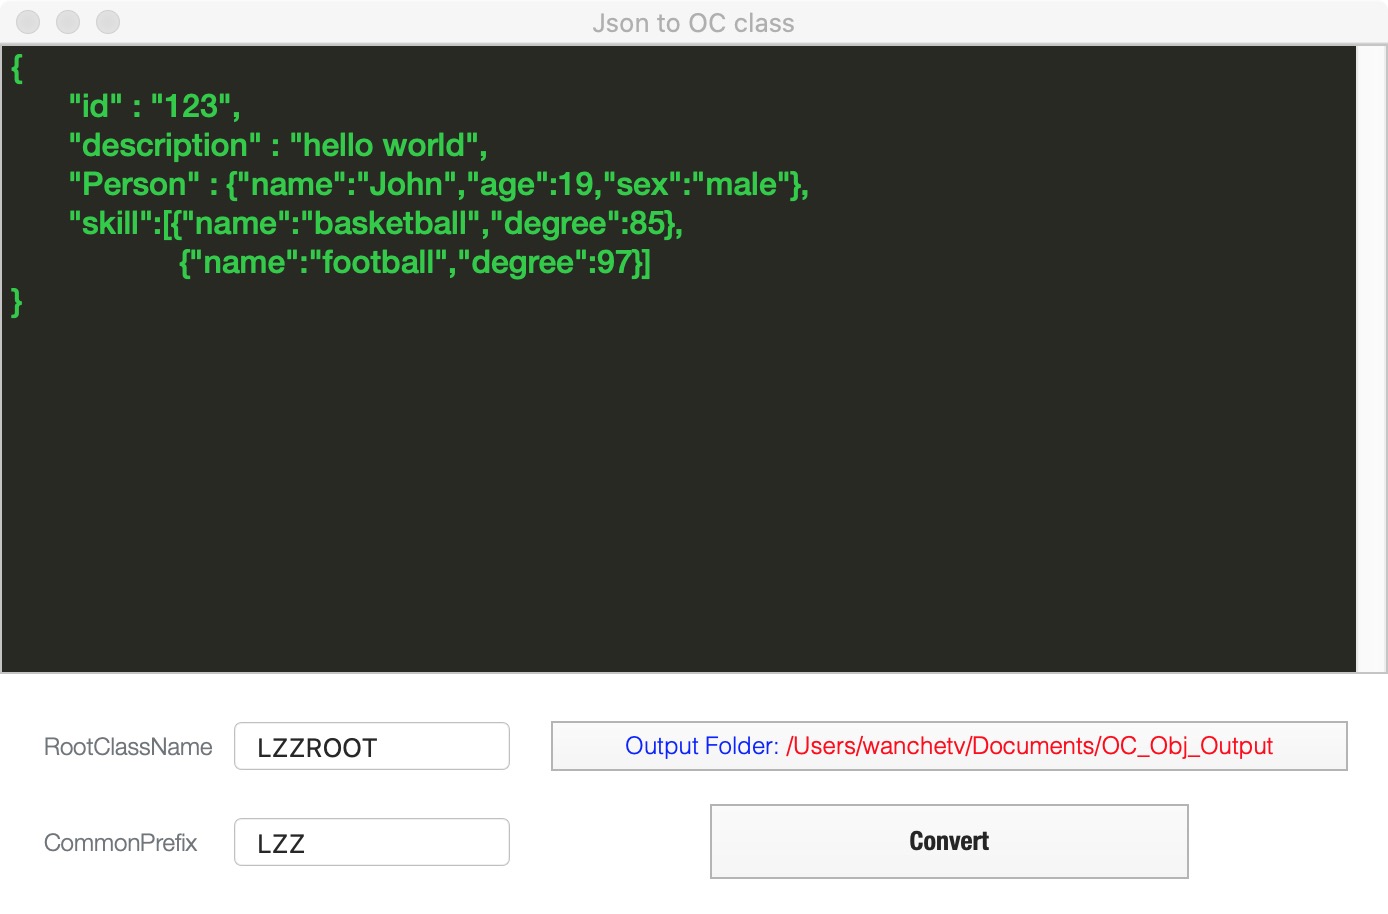 Json to OC class
{
"id" : "123",
"description" : "hello world",
"Person" : {"name":"John","age":19,"sex":"male"},
"skill":[{"name":"basketball","degree":85},
{"name":"football","degree":97}]
}
RootClassName LZZROOT Output Folder: /Users/wanchetv/Documents/OC_Obj_Output
CommonPrefix LZZ Convert